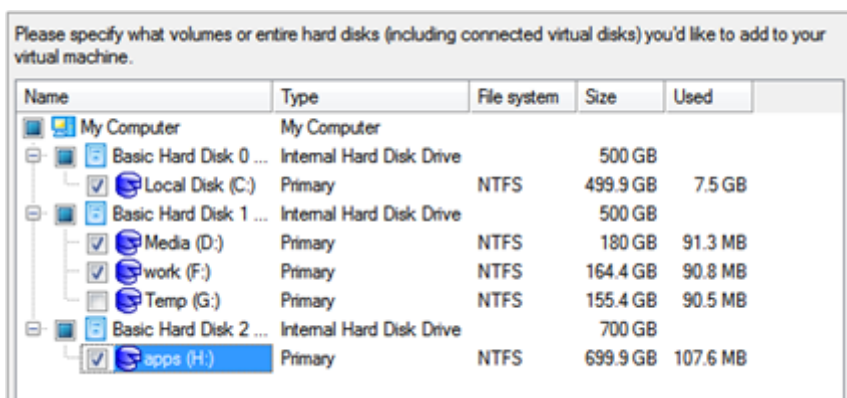 Please specify what volumes or entire hard disks (including connected virtual disks) you'd like to add to your
virtual machine.
Name Type File system Size Used
My Computer My Computer
Basic Hard Disk 0 ... Internal Hard Disk Drive 500 GB
Local Disk (C:) Primary NTFS 499.9 GB 7.5 GB
Basic Hard Disk 1 ... Internal Hard Disk Drive 500 GB
Media (D:) Primary NTFS 180 GB 91.3 MB
work (F:) Primary NTFS 164.4 GB 90.8 MB
Temp (G:) Primary NTFS 155.4 GB 90.5 MB
Basic Hard Disk 2 ... Internal Hard Disk Drive 700 GB
apps (H:) Primary NTFS 699.9 GB 107.6 MB